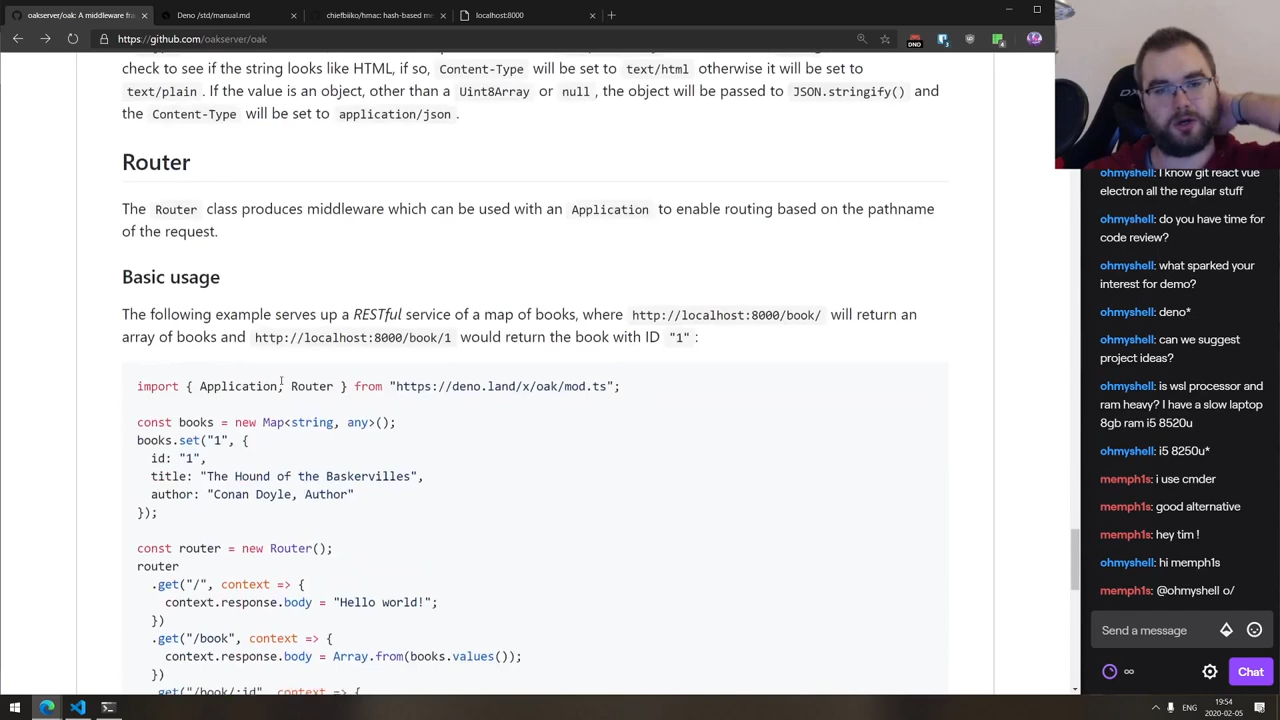 oakserver/oak: A middleware fra
Deno /std/manual.md
chiefbiiko/hmac: hash-based me
localhost:8000
https://github.com/oakserver/oak
check to see if the string looks like HTML, if so, Content-Type will be set to text/html otherwise it will be set to
text/plain . If the value is an object, other than a Uint8Array or null , the object will be passed to JSON.stringify() and
the Content-Type will be set to application/json .
Router
The Router class produces middleware which can be used with an Application to enable routing based on the pathname
of the request.
Basic usage
The following example serves up a RESTful service of a map of books, where http://localhost:8000/book/ will return an
array of books and http://localhost:8000/book/1 would return the book with ID "1" :
import { Application, Router } from "https://deno.land/x/oak/mod.ts";
const books = new Map<string, any>();
books.set("1", {
id: "1",
title: "The Hound of the Baskervilles",
author: "Conan Doyle, Author"
});
const router = new Router();
router
.get("/", context => {
context.response.body = "Hello world!";
})
.get("/book", context => {
context.response.body = Array.from(books.values());
})
.get("/book/:id", context => {
DND
3
4
ohmyshell: I know git react vue
electron all the regular stuff
ohmyshell: do you have time for
code review?
ohmyshell: what sparked your
interest for demo?
ohmyshell: deno*
ohmyshell: can we suggest
project ideas?
ohmyshell: is wsl processor and
ram heavy? I have a slow laptop
8gb ram i5 8520u
ohmyshell: i5 8250u*
memph1s: i use cmder
memph1s: good alternative
memph1s: hey tim !
ohmyshell: hi memph1s
memph1s: @ohmyshell o/
Send a message
∞
Chat
ENG
19:54
2020-02-05